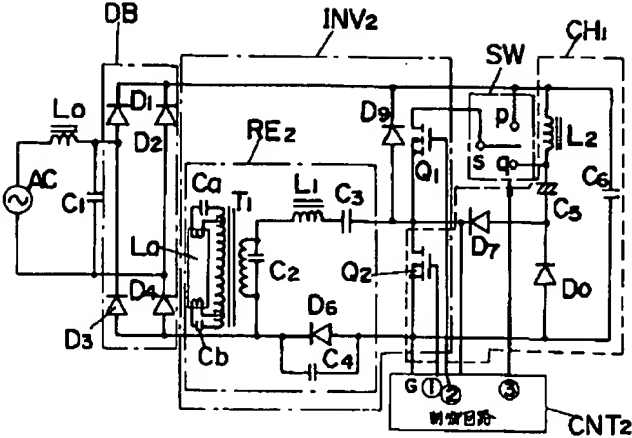 DB
INV2
CH1
SW
Lo
D1
D2
D9
RE2
p
s
q
L2
AC
C1
Ca
T1
L1
C3
Q1
C6
C5
La
C2
Q2
D7
D4
D6
Do
D3
Cb
C4
G
①
②
③
制御回路
CNT2